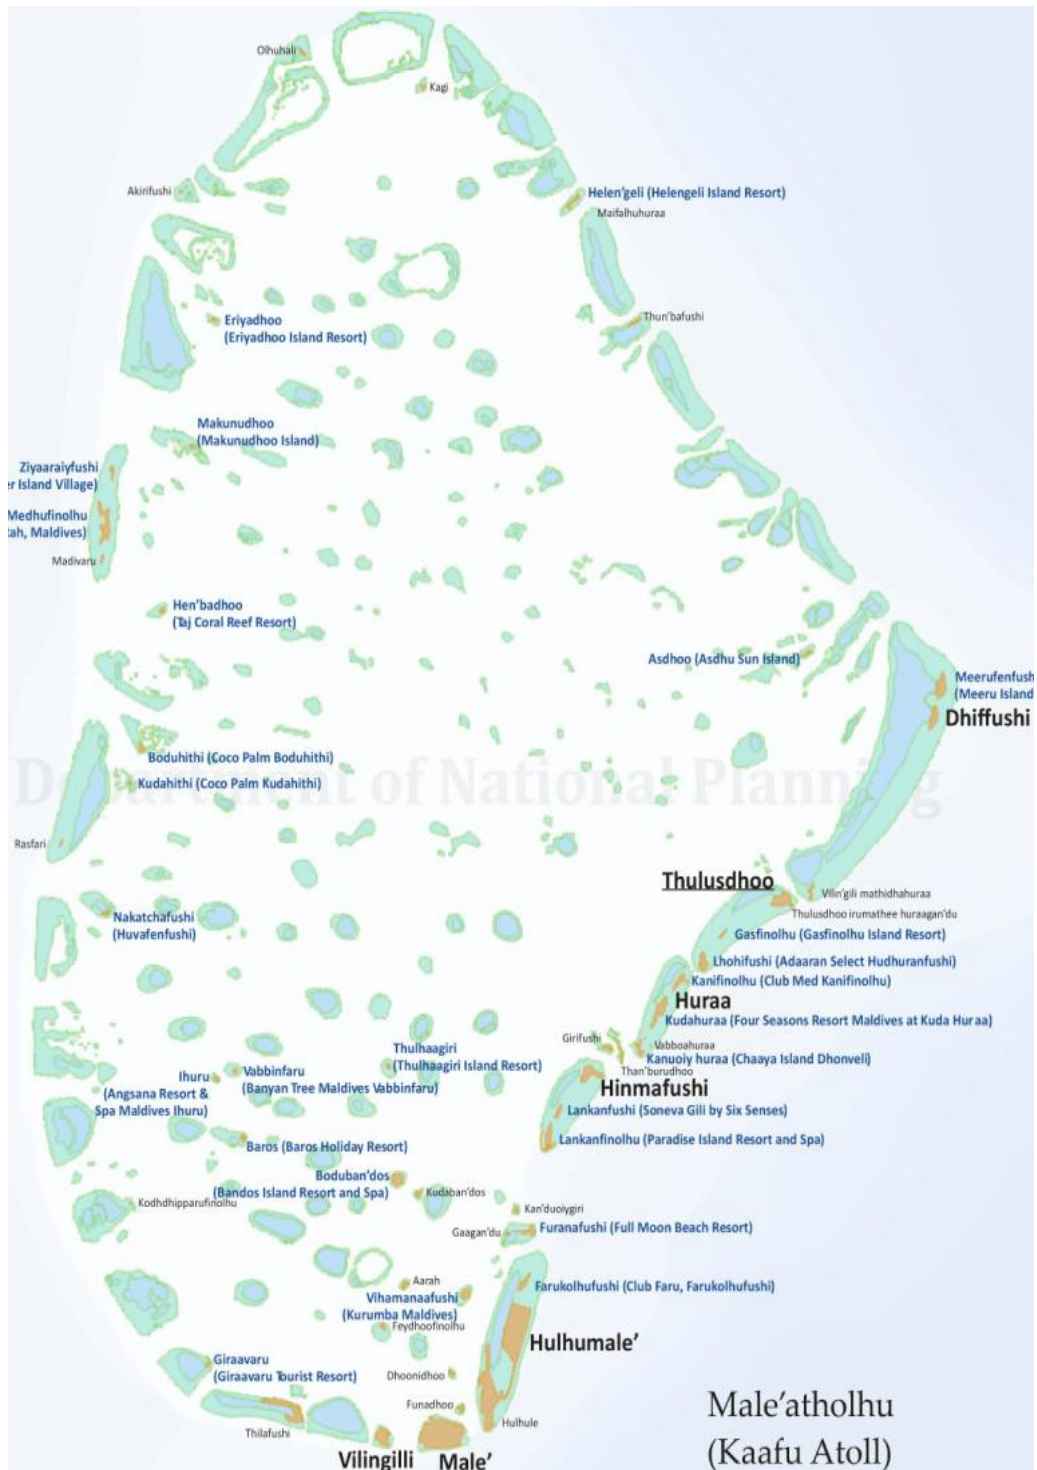 Olhuhali
Kagi
Akirifushi
Helen'geli (Helengeli Island Resort)
Maifalhuhuraa
Thun'bafushi
Eriyadhoo
(Eriyadhoo Island Resort)
Makunudhoo
(Makunudhoo Island)
Ziyaaraiyfushi
er Island Village)
Medhufinolhu
tah, Maldives)
Madivaru
Hen'badhoo
(Taj Coral Reef Resort)
Asdhoo (Asdhu Sun Island)
Meerufenfush
(Meeru Island
Dhiffushi
Boduhithi (Coco Palm Boduhithi)
Department of National Planning
Kudahithi (Coco Palm Kudahithi)
Rasfari
Thulusdhoo
Vilin'gili mathidhahuraa
Thulusdhoo irumathee huraagan'du
Nakatchafushi
(Huvafenfushi)
Gasfinolhu (Gasfinolhu Island Resort)
Lhohifushi (Adaaran Select Hudhuranfushi)
Kanifinolhu (Club Med Kanifinolhu)
Huraa
Kudahuraa (Four Seasons Resort Maldives at Kuda Huraa)
Girifushi
Vabboahuraa
Kanuoiy huraa (Chaaya Island Dhonveli)
Than'burudhoo
Thulhaagiri
(Thulhaagiri Island Resort)
Ihuru
(Angsana Resort &
Spa Maldives Ihuru)
Vabbinfaru
(Banyan Tree Maldives Vabbinfaru)
Hinmafushi
Lankanfushi (Soneva Gili by Six Senses)
Lankanfinolhu (Paradise Island Resort and Spa)
Baros (Baros Holiday Resort)
Boduban'dos
(Bandos Island Resort and Spa)
Kudaban'dos
Kodhdhipparufinolhu
Kan'duoiygiri
Gaagan'du
Furanafushi (Full Moon Beach Resort)
Aarah
Farukolhufushi (Club Faru, Farukolhufushi)
Vihamanaafushi
(Kurumba Maldives)
Feydhoofinolhu
Hulhumale'
Giraavaru
(Giraavaru Tourist Resort)
Dhoonidhoo
Funadhoo
Hulhule
Thilafushi
Vilingilli
Male'
Male'atholhu
(Kaafu Atoll)